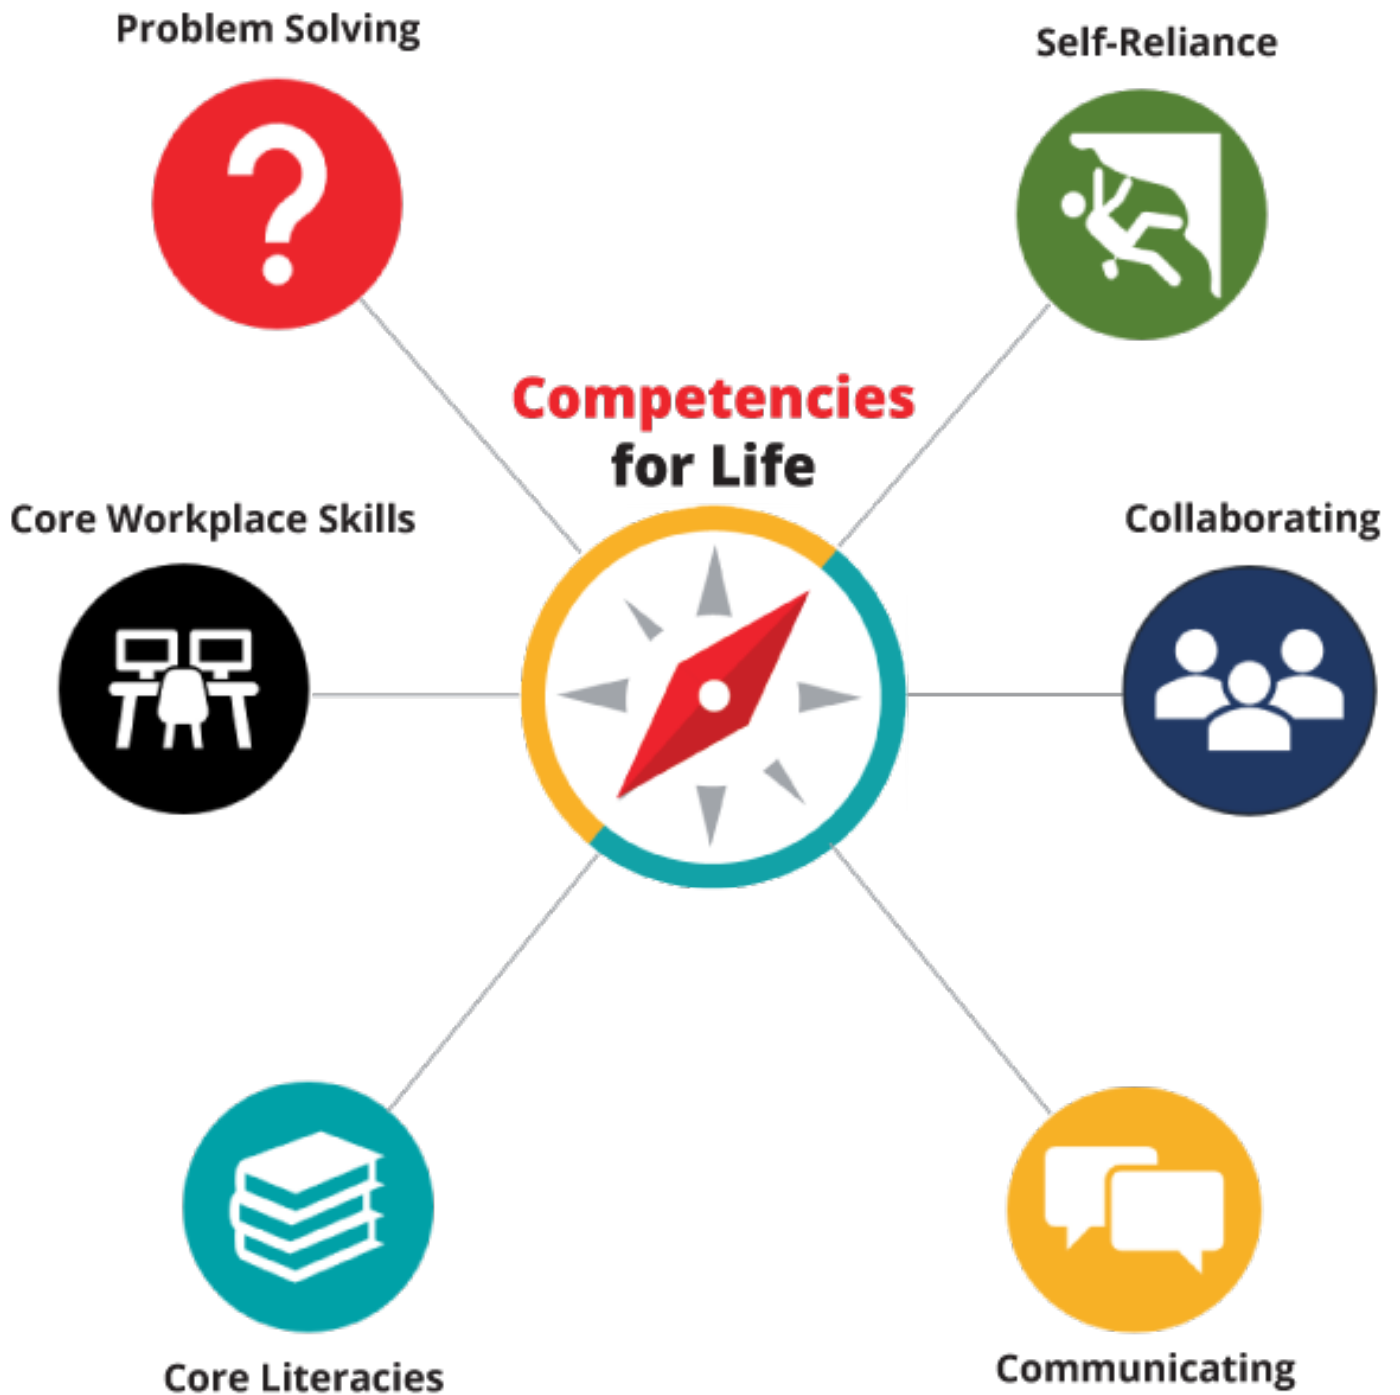 Problem Solving
Self-Reliance
Competencies
for Life
Core Workplace Skills
Collaborating
Core Literacies
Communicating